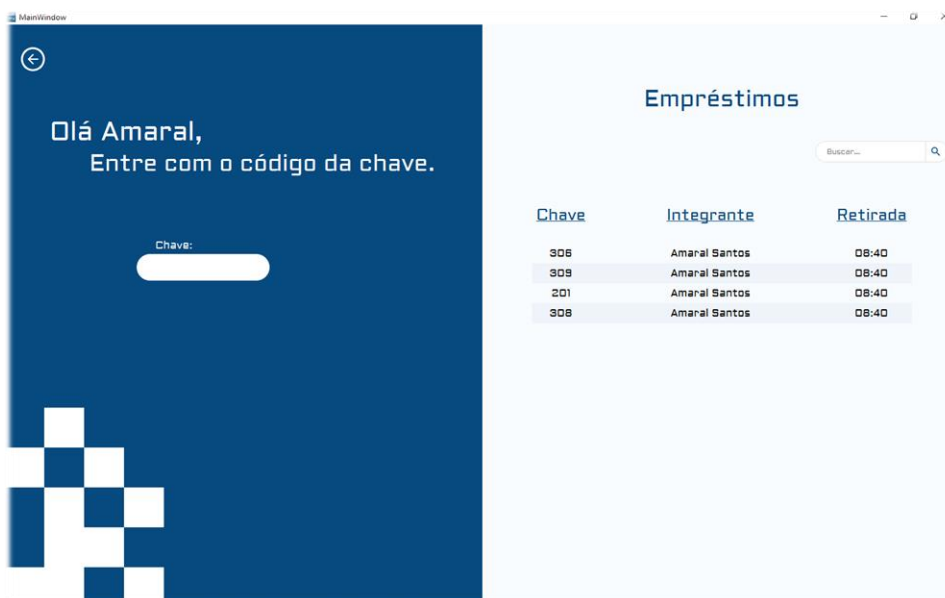 MainWindow
Olá Amaral,
Entre com o código da chave.
Chave:
Empréstimos
Buscar...
Chave Integrante Retirada
306 Amaral Santos 08:40
309 Amaral Santos 08:40
201 Amaral Santos 08:40
308 Amaral Santos 08:40